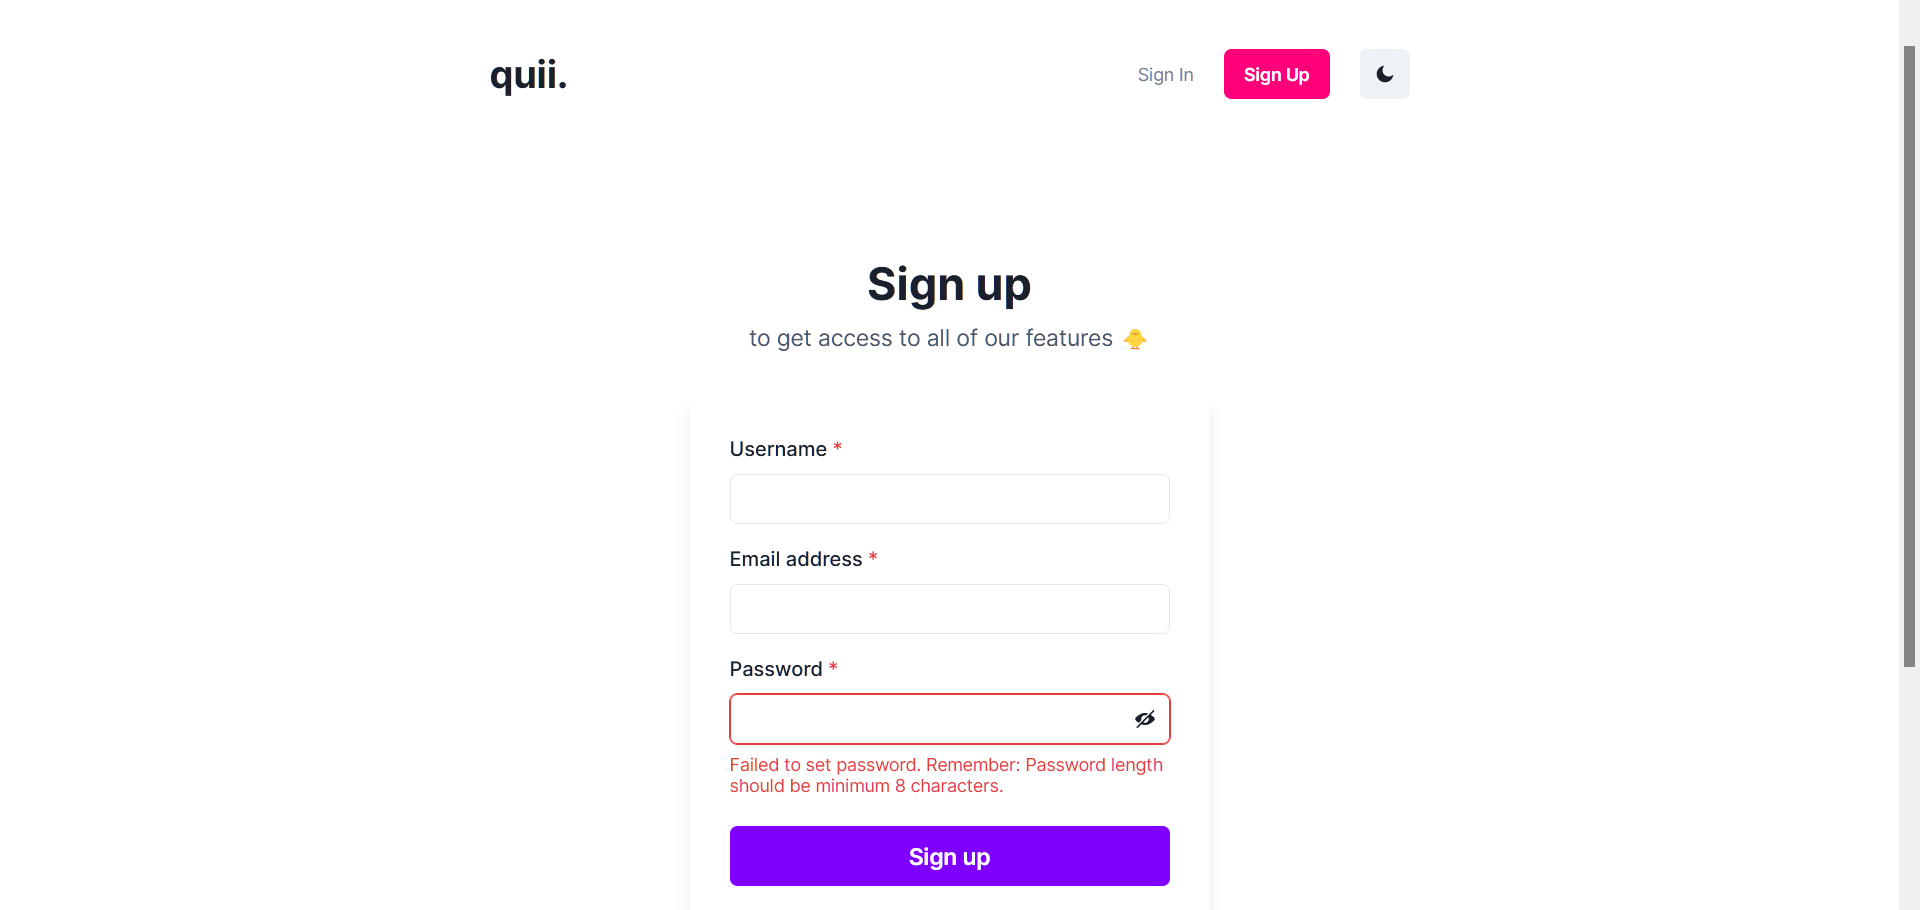 quii.
Sign In
Sign Up
Sign up
to get access to all of our features 🐥
Username *
Email address *
Password *
Failed to set password. Remember: Password length
should be minimum 8 characters.
Sign up